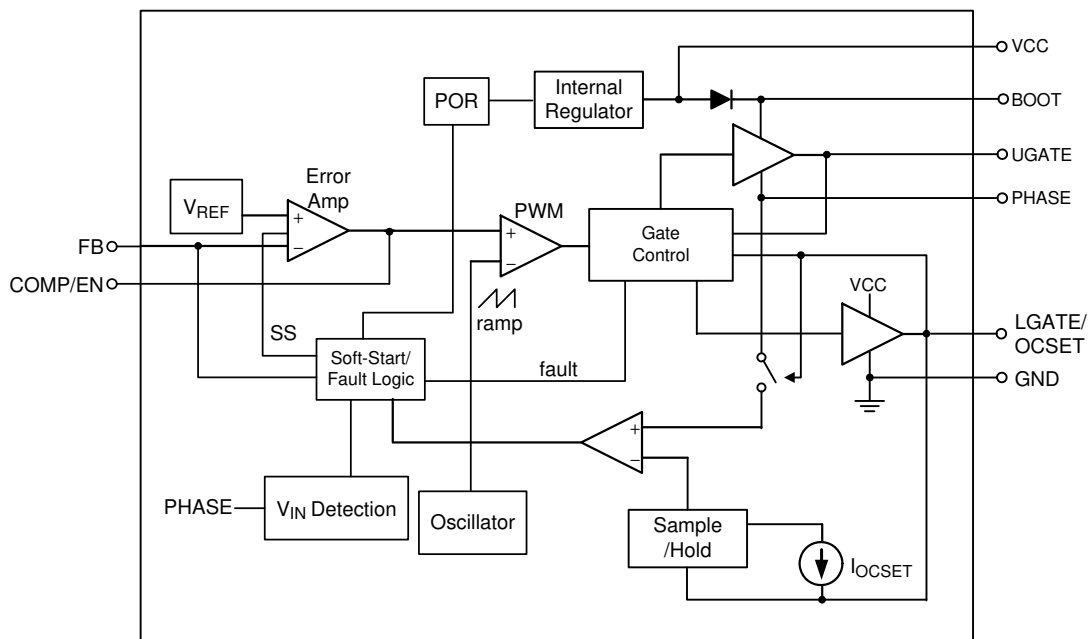 VCC
Internal
Regulator
POR
BOOT
UGATE
Error
Amp
VREF
+
−
PWM
+
−
Gate
Control
PHASE
FB
COMP/EN
VCC
ramp
SS
LGATE/
OCSET
Soft-Start/
Fault Logic
fault
GND
+
−
PHASE
VIN Detection
Oscillator
Sample
/Hold
IOCSET